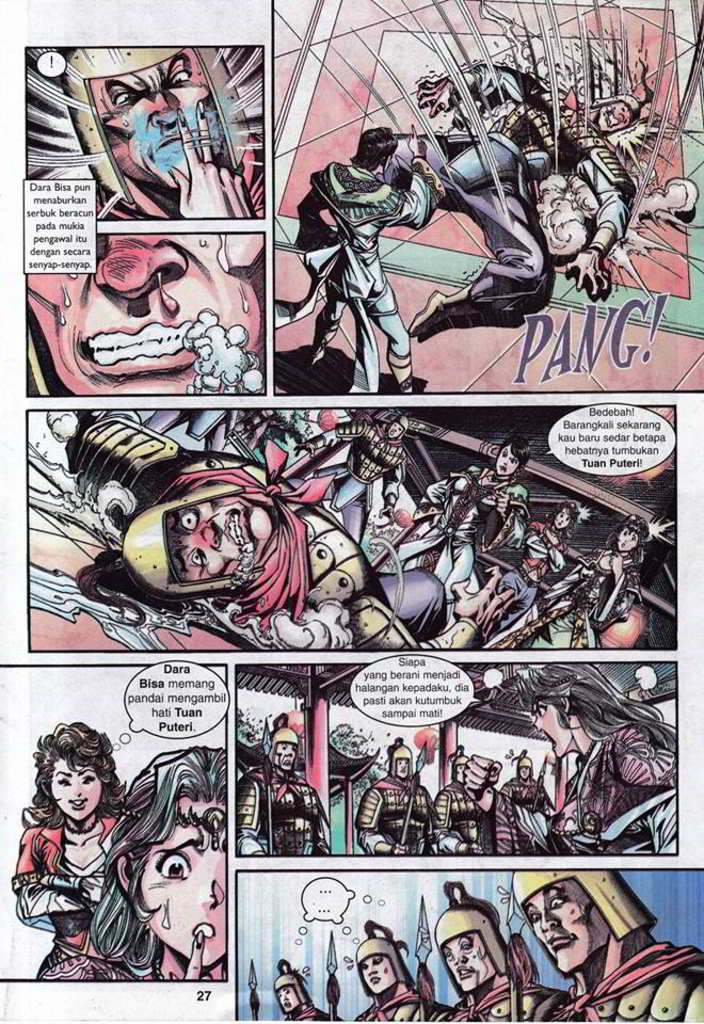 !
Dara Bisa pun
menaburkan
serbuk beracun
pada mukia
pengawal itu
dengan secara
senyap-senyap.
PANG!
Bedebah!
Barangkali sekarang
kau baru sedar betapa
hebatnya tumbukan
Tuan Puteri!
Dara
Bisa memang
pandai mengambil
hati Tuan
Puteri.
Siapa
yang berani menjadi
halangan kepadaku, dia
pasti akan kutumbuk
sampai mati!
...
...
27